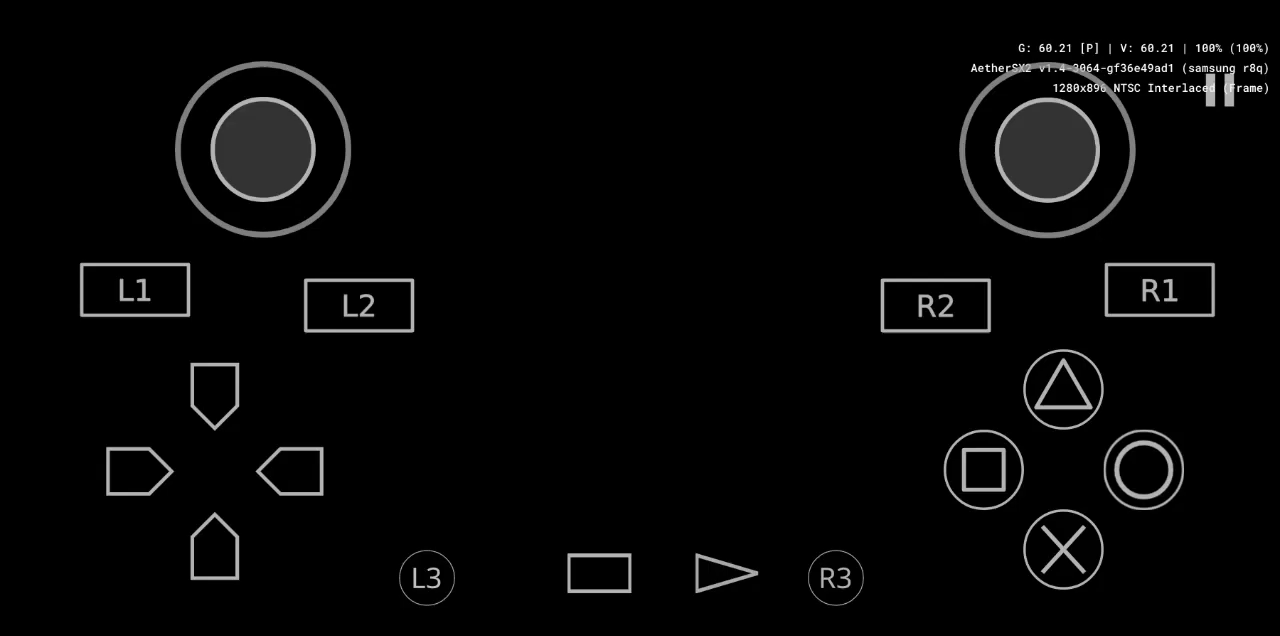 G: 60.21 [P] | V: 60.21 | 100% (100%)
AetherSX2 v1.4-3064-gf36e49ad1 (samsung r8q)
1280x896 NTSC Interlaced (Frame)
L1
L2
R2
R1
L3
R3